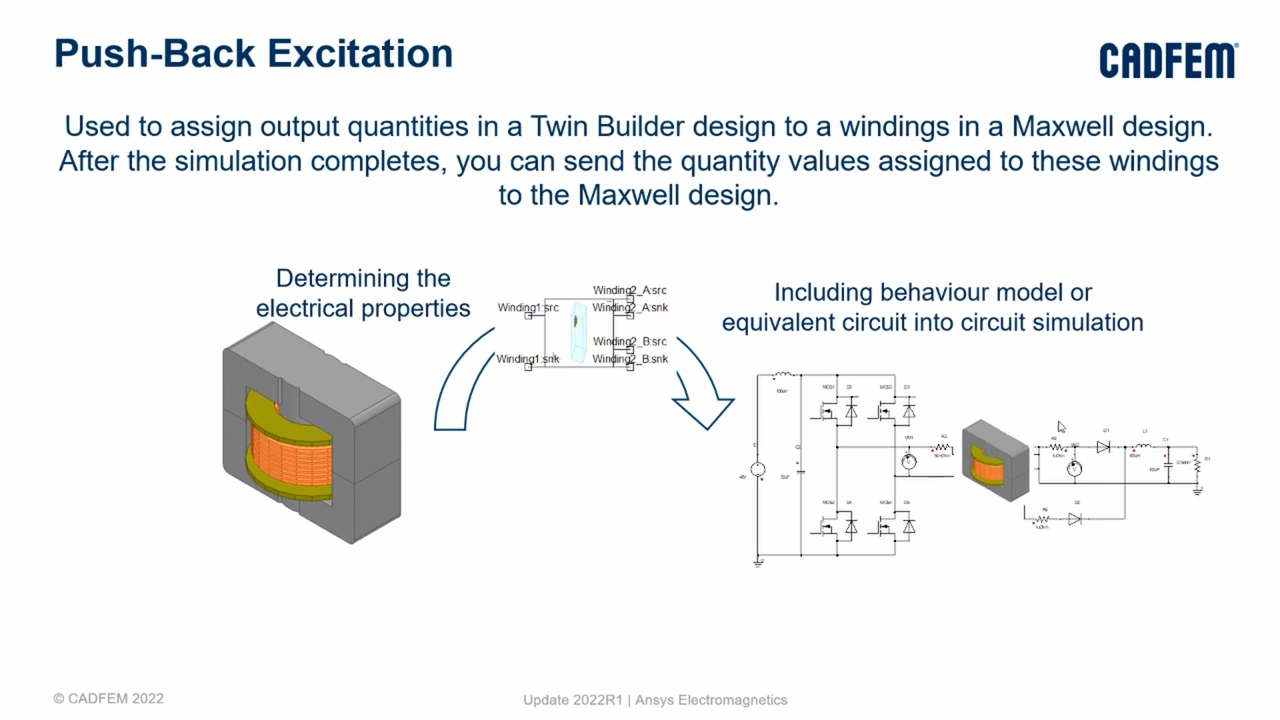 Push-Back Excitation
CADFEM
Used to assign output quantities in a Twin Builder design to a windings in a Maxwell design.
After the simulation completes, you can send the quantity values assigned to these windings
to the Maxwell design.
Determining the
electrical properties
Winding1:src
Winding1:snk
Winding2_A:src
Winding2_A:snk
Winding2_B:src
Winding2_B:snk
Including behaviour model or
equivalent circuit into circuit simulation
MOS1
© CADFEM 2022
Update 2022R1 | Ansys Electromagnetics